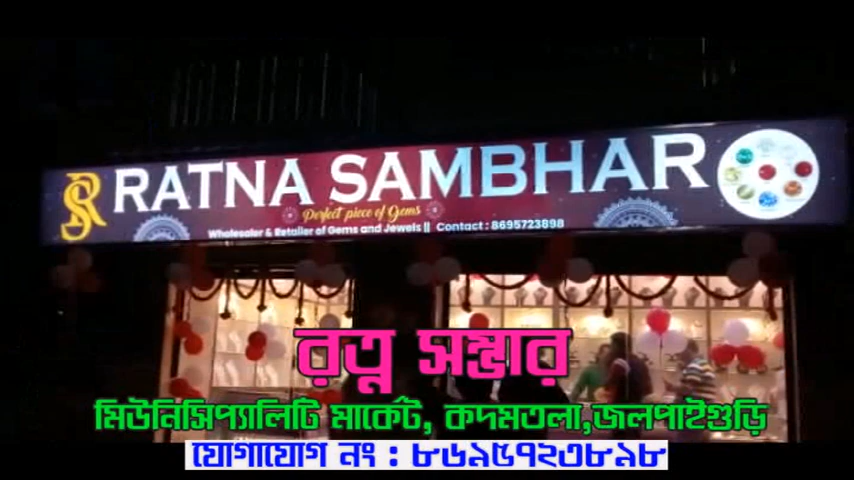 SR RATNA SAMBHAR
Perfect piece of Gems
Wholesaler & Retailer of Gems and Jewels || Contact : 8695723898
রত্ন সম্ভার
মিউনিসিপ্যালিটি মার্কেট, কদমতলা,জলপাইগুড়ি
যোগাযোগ নং : ৮৬৯৫৭২৩৮৯৮